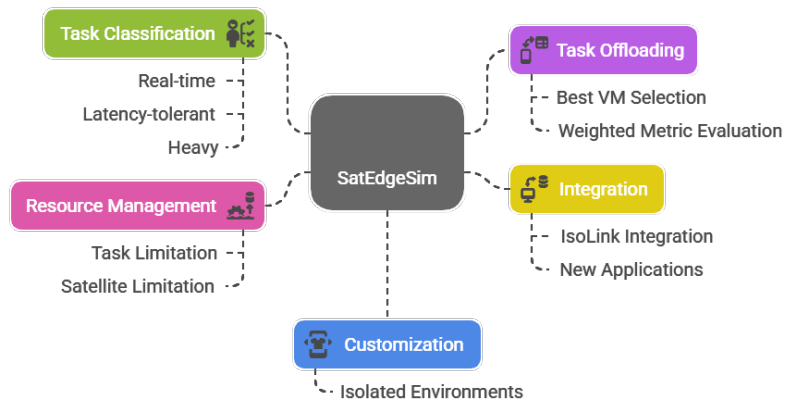 Task Classification
Real-time
Latency-tolerant
Heavy
Resource Management
Task Limitation
Satellite Limitation
SatEdgeSim
Task Offloading
Best VM Selection
Weighted Metric Evaluation
Integration
IsoLink Integration
New Applications
Customization
Isolated Environments